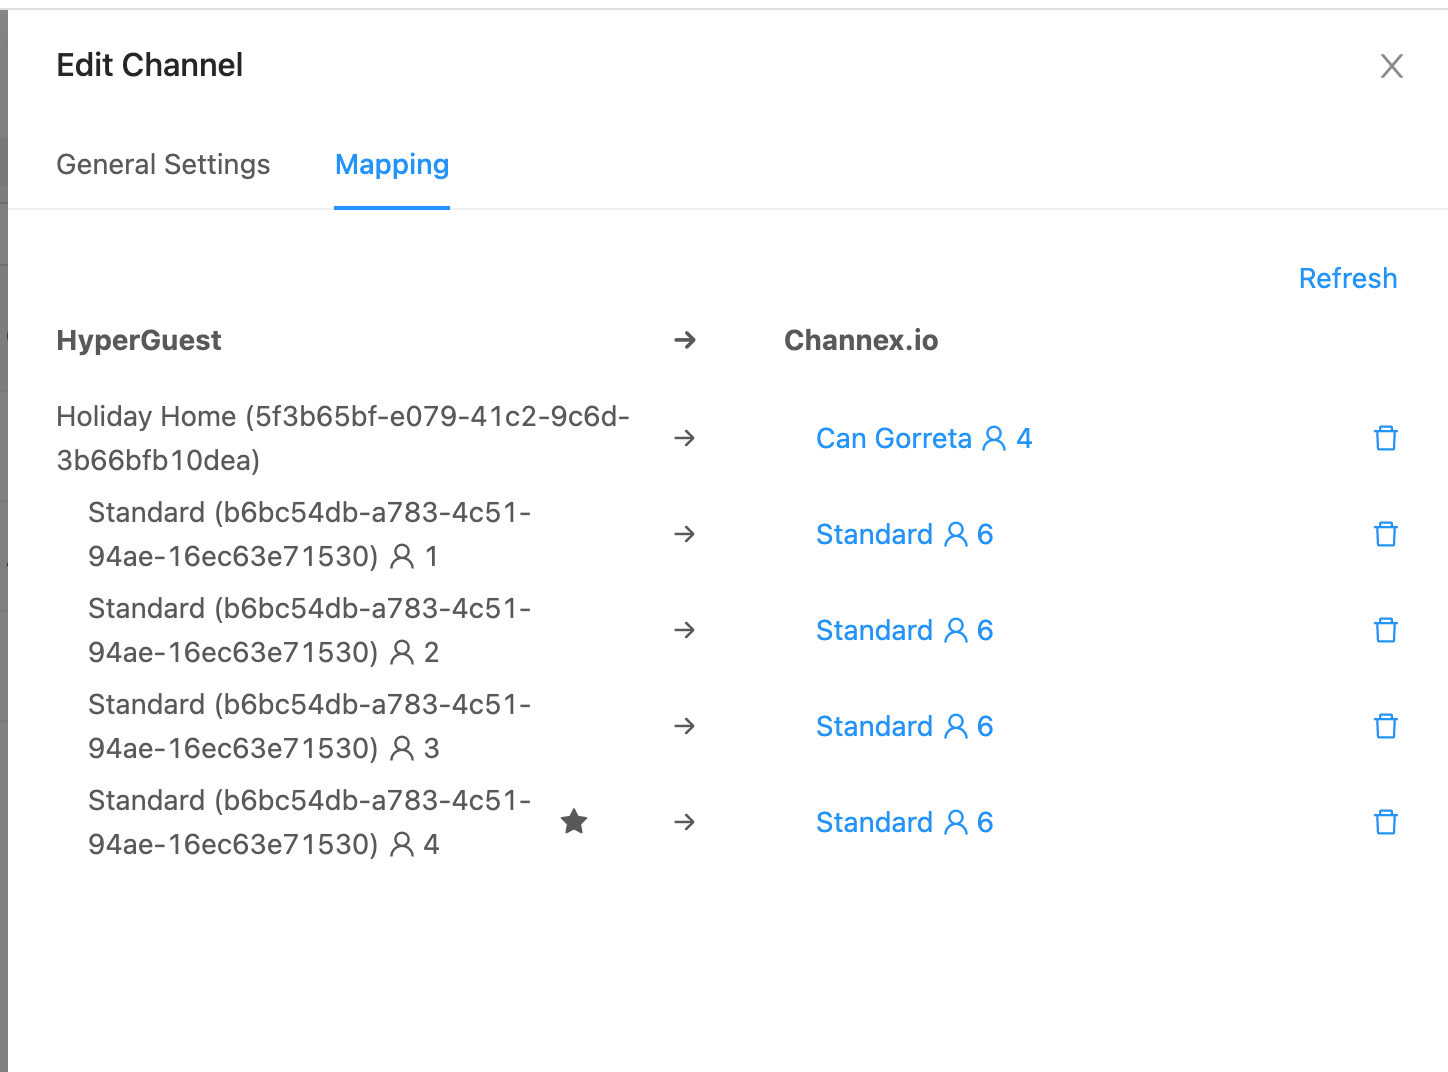 Edit Channel
General Settings
Mapping
Refresh
HyperGuest → Channex.io
Holiday Home (5f3b65bf-e079-41c2-9c6d-
3b66bfb10dea)
→ Can Gorreta 4
Standard (b6bc54db-a783-4c51-
94ae-16ec63e71530) 1
→ Standard 6
Standard (b6bc54db-a783-4c51-
94ae-16ec63e71530) 2
→ Standard 6
Standard (b6bc54db-a783-4c51-
94ae-16ec63e71530) 3
→ Standard 6
Standard (b6bc54db-a783-4c51-
94ae-16ec63e71530) 4
★ → Standard 6